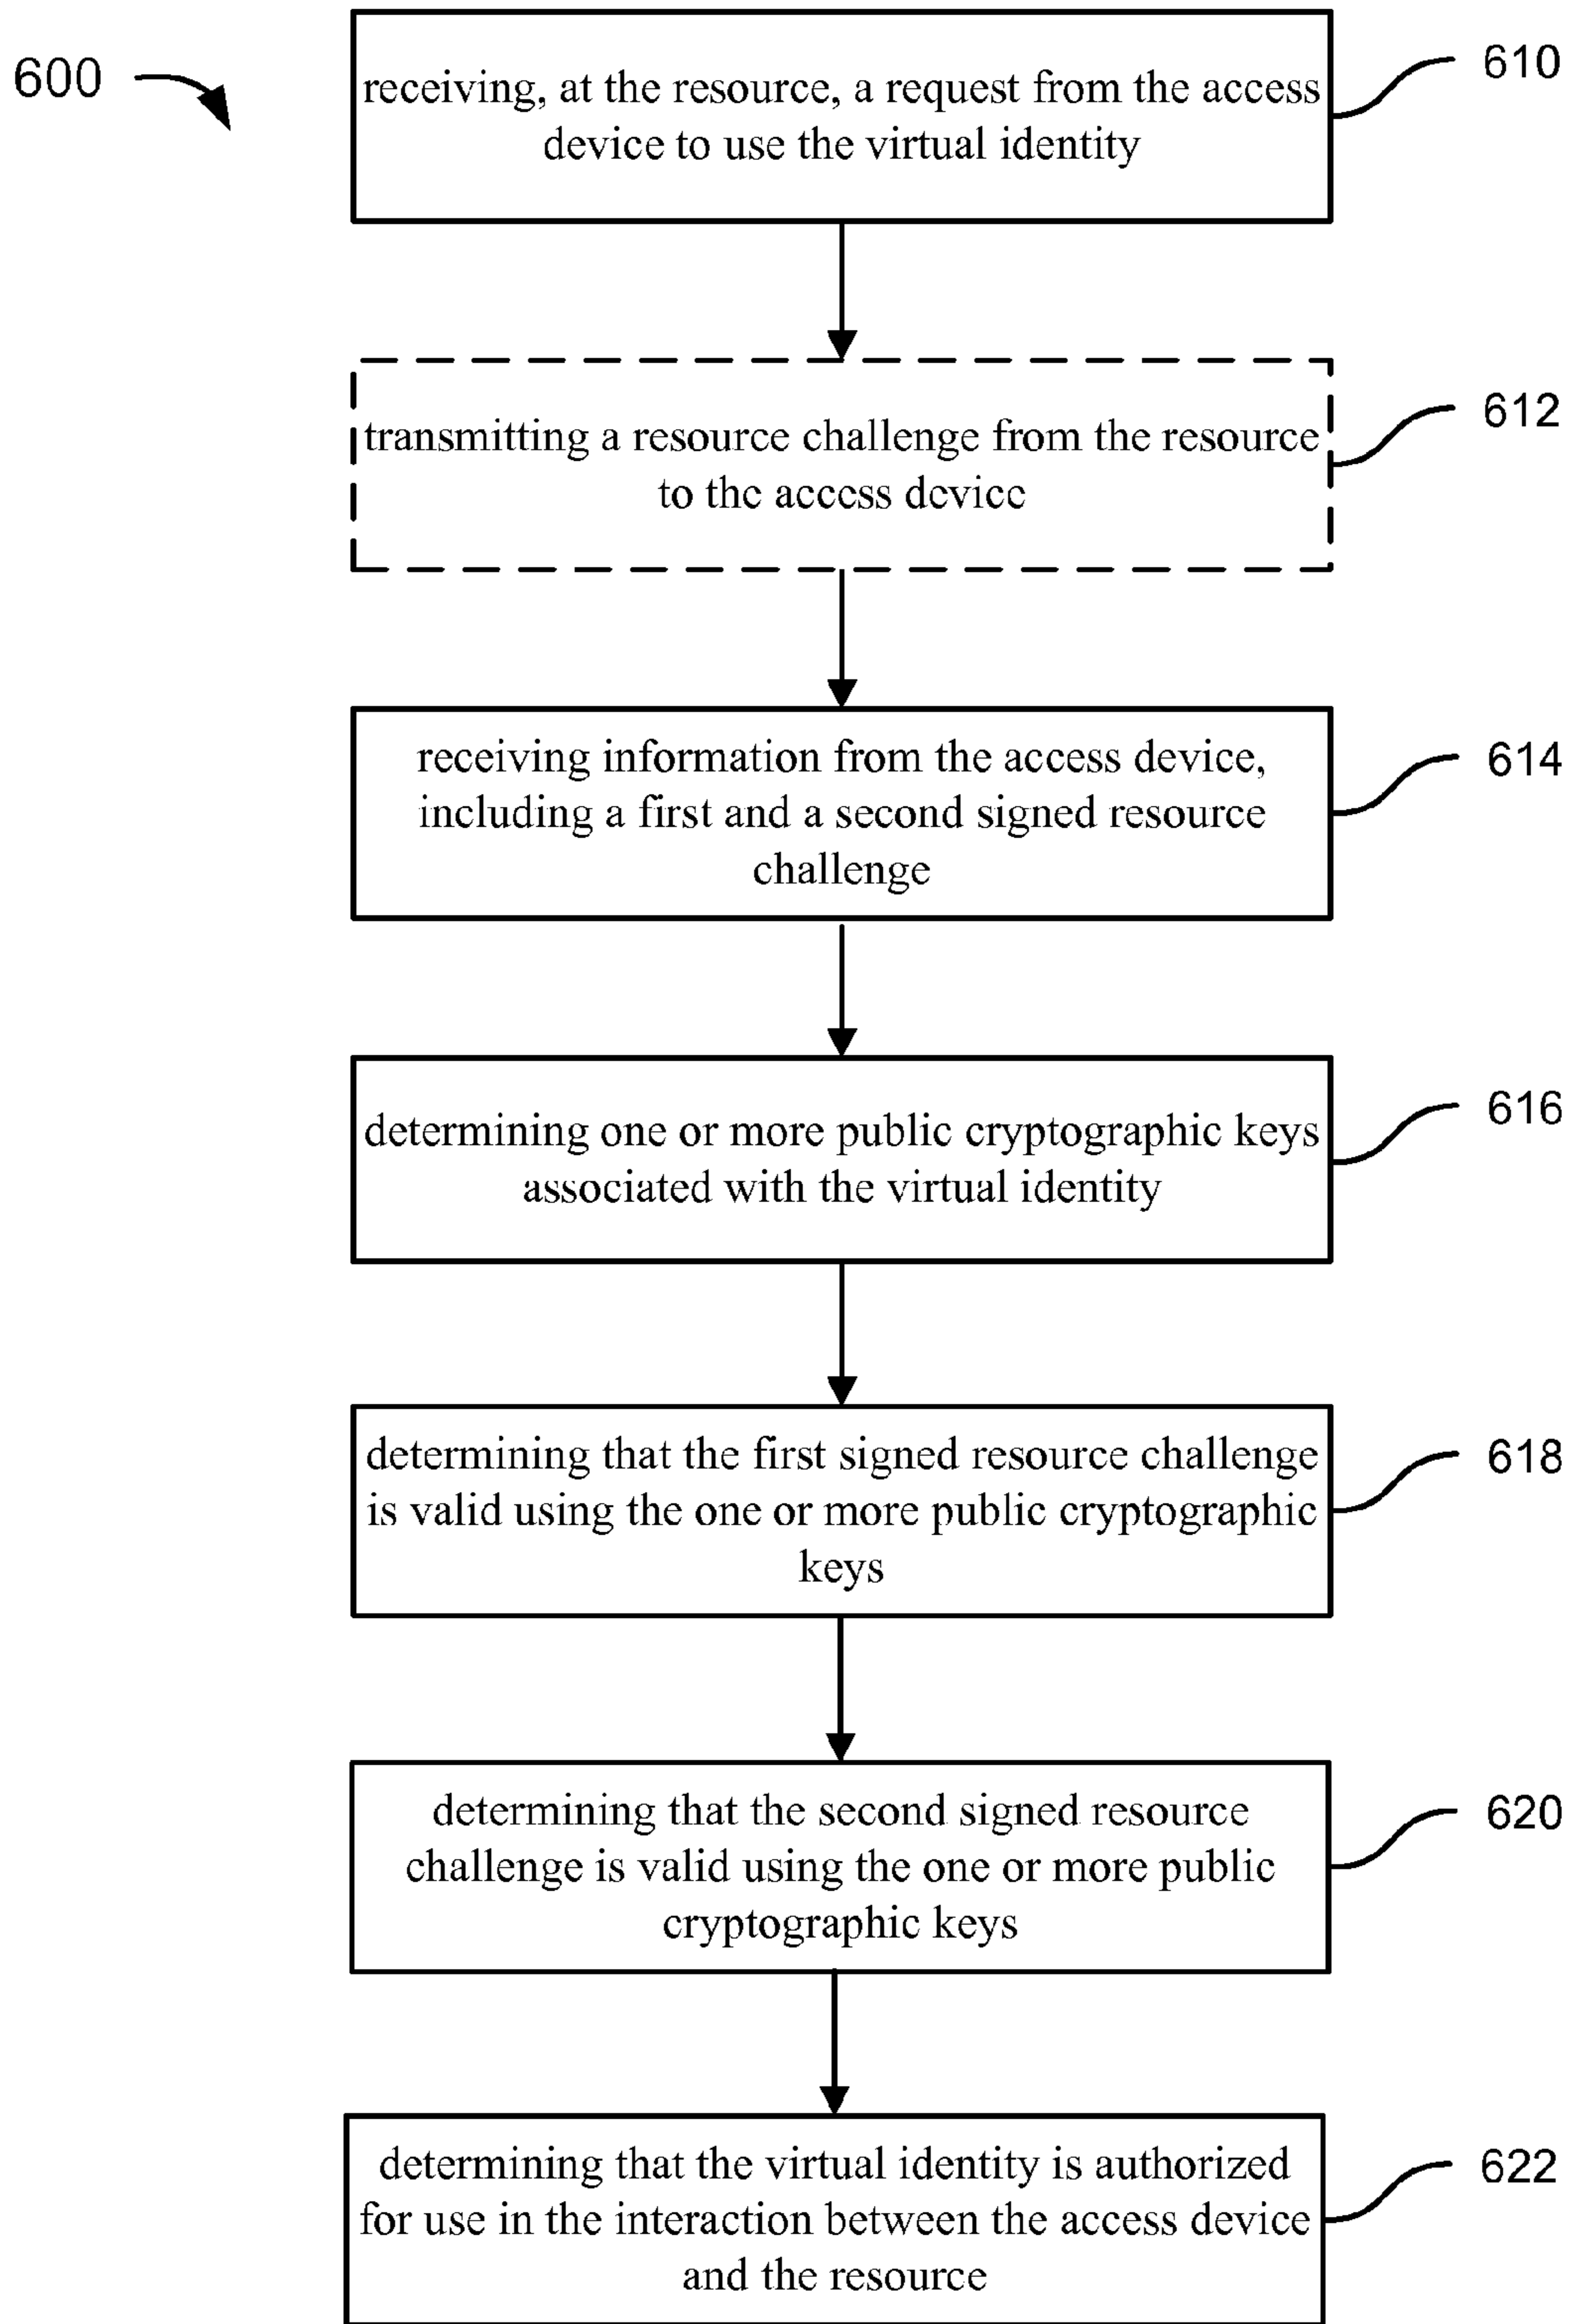 600
receiving, at the resource, a request from the access
device to use the virtual identity
610
transmitting a resource challenge from the resource
to the access device
612
receiving information from the access device,
including a first and a second signed resource
challenge
614
determining one or more public cryptographic keys
associated with the virtual identity
616
determining that the first signed resource challenge
is valid using the one or more public cryptographic
keys
618
determining that the second signed resource
challenge is valid using the one or more public
cryptographic keys
620
determining that the virtual identity is authorized
for use in the interaction between the access device
and the resource
622